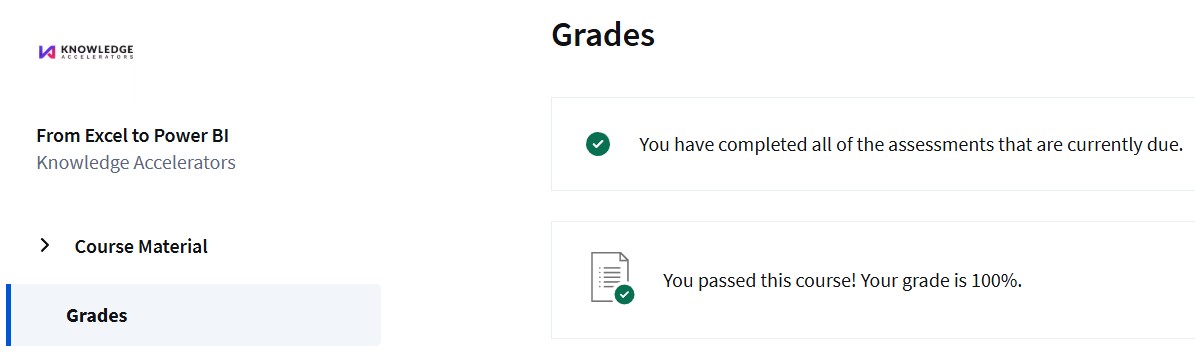 KNOWLEDGE
ACCELERATORS
From Excel to Power BI
Knowledge Accelerators
Course Material
Grades
Grades
You have completed all of the assessments that are currently due.
You passed this course! Your grade is 100%.